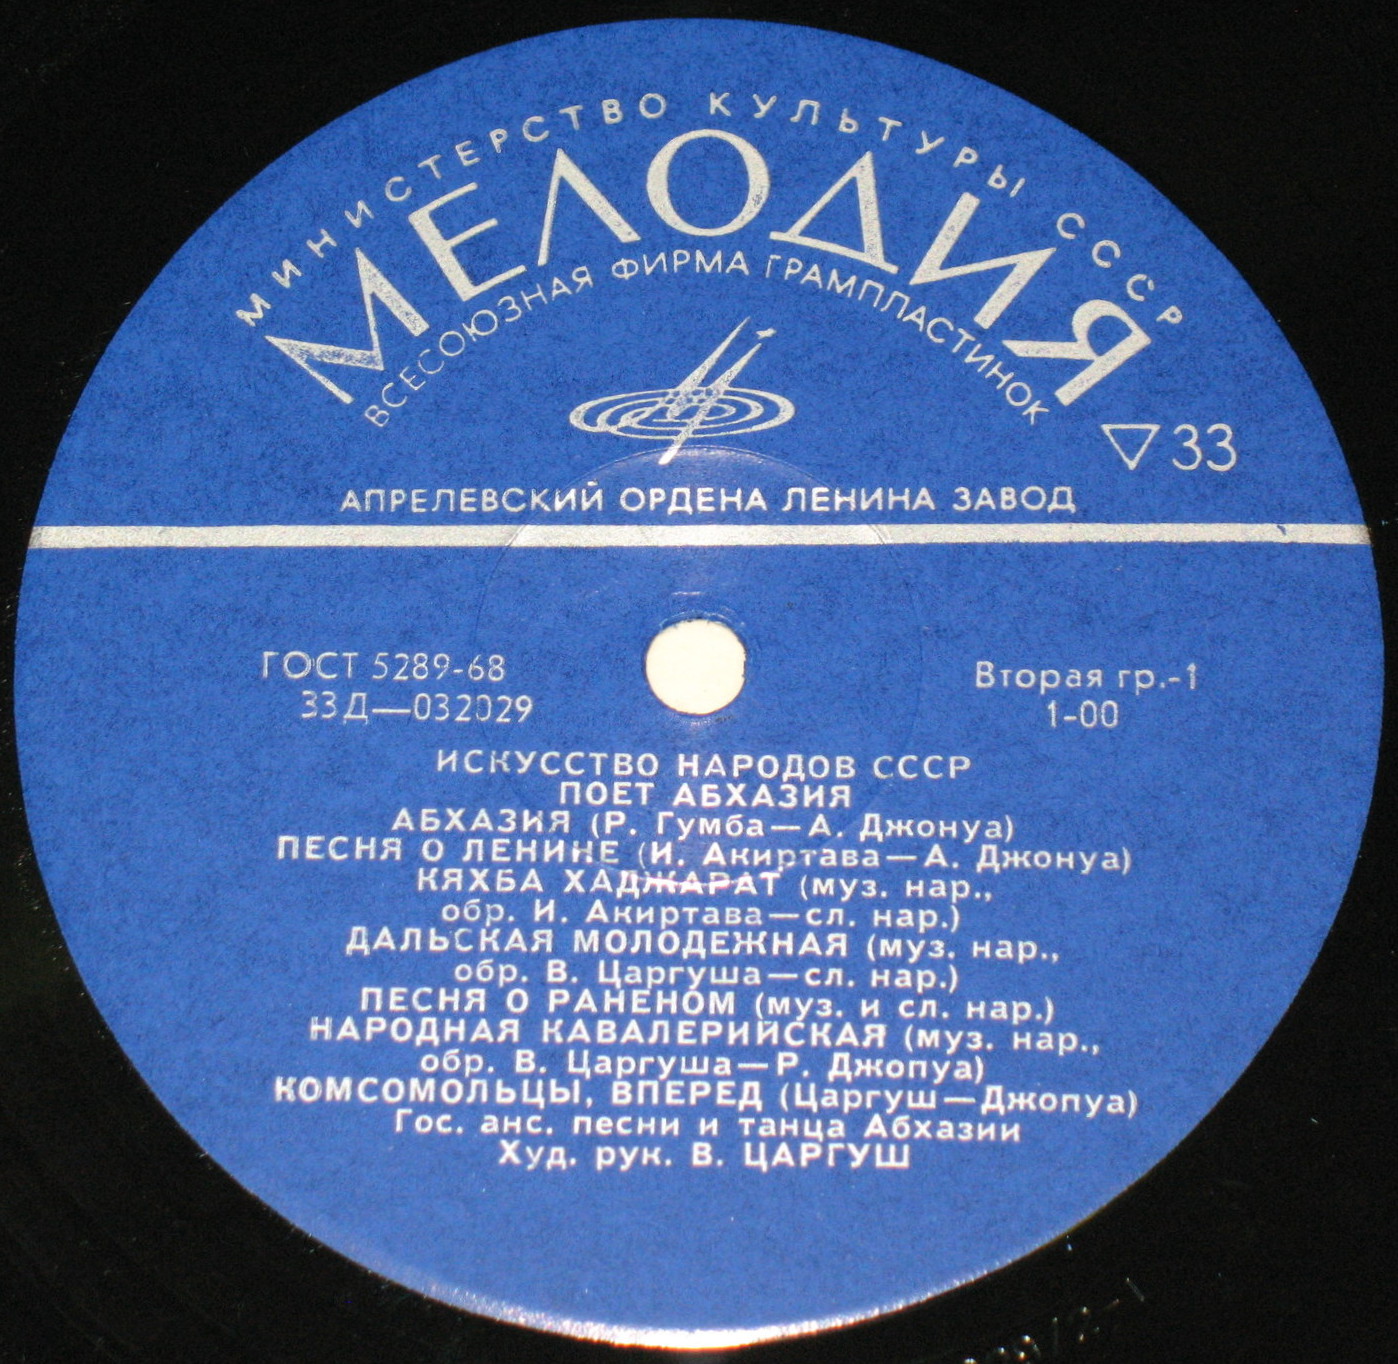 МИНИСТЕРСТВО КУЛЬТУРЫ СССР
МЕЛОДИЯ
ВСЕСОЮЗНАЯ ФИРМА ГРАМПЛАСТИНОК
▽33
АПРЕЛЕВСКИЙ ОРДЕНА ЛЕНИНА ЗАВОД
ГОСТ 5289-68
33Д—032029
Вторая гр.-1
1-00
ИСКУССТВО НАРОДОВ СССР
ПОЕТ АБХАЗИЯ
АБХАЗИЯ (Р. Гумба—А. Джонуа)
ПЕСНЯ О ЛЕНИНЕ (И. Акиртава—А. Джонуа)
КЯХБА ХАДЖАРАТ (муз. нар.,
обр. И. Акиртава—сл. нар.)
ДАЛЬСКАЯ МОЛОДЕЖНАЯ (муз. нар.,
обр. В. Царгуша—сл. нар.)
ПЕСНЯ О РАНЕНОМ (муз. и сл. нар.)
НАРОДНАЯ КАВАЛЕРИЙСКАЯ (муз. нар.,
обр. В. Царгуша—Р. Джопуа)
КОМСОМОЛЬЦЫ, ВПЕРЕД (Царгуш—Джопуа)
Гос. анс. песни и танца Абхазии
Худ. рук. В. ЦАРГУШ